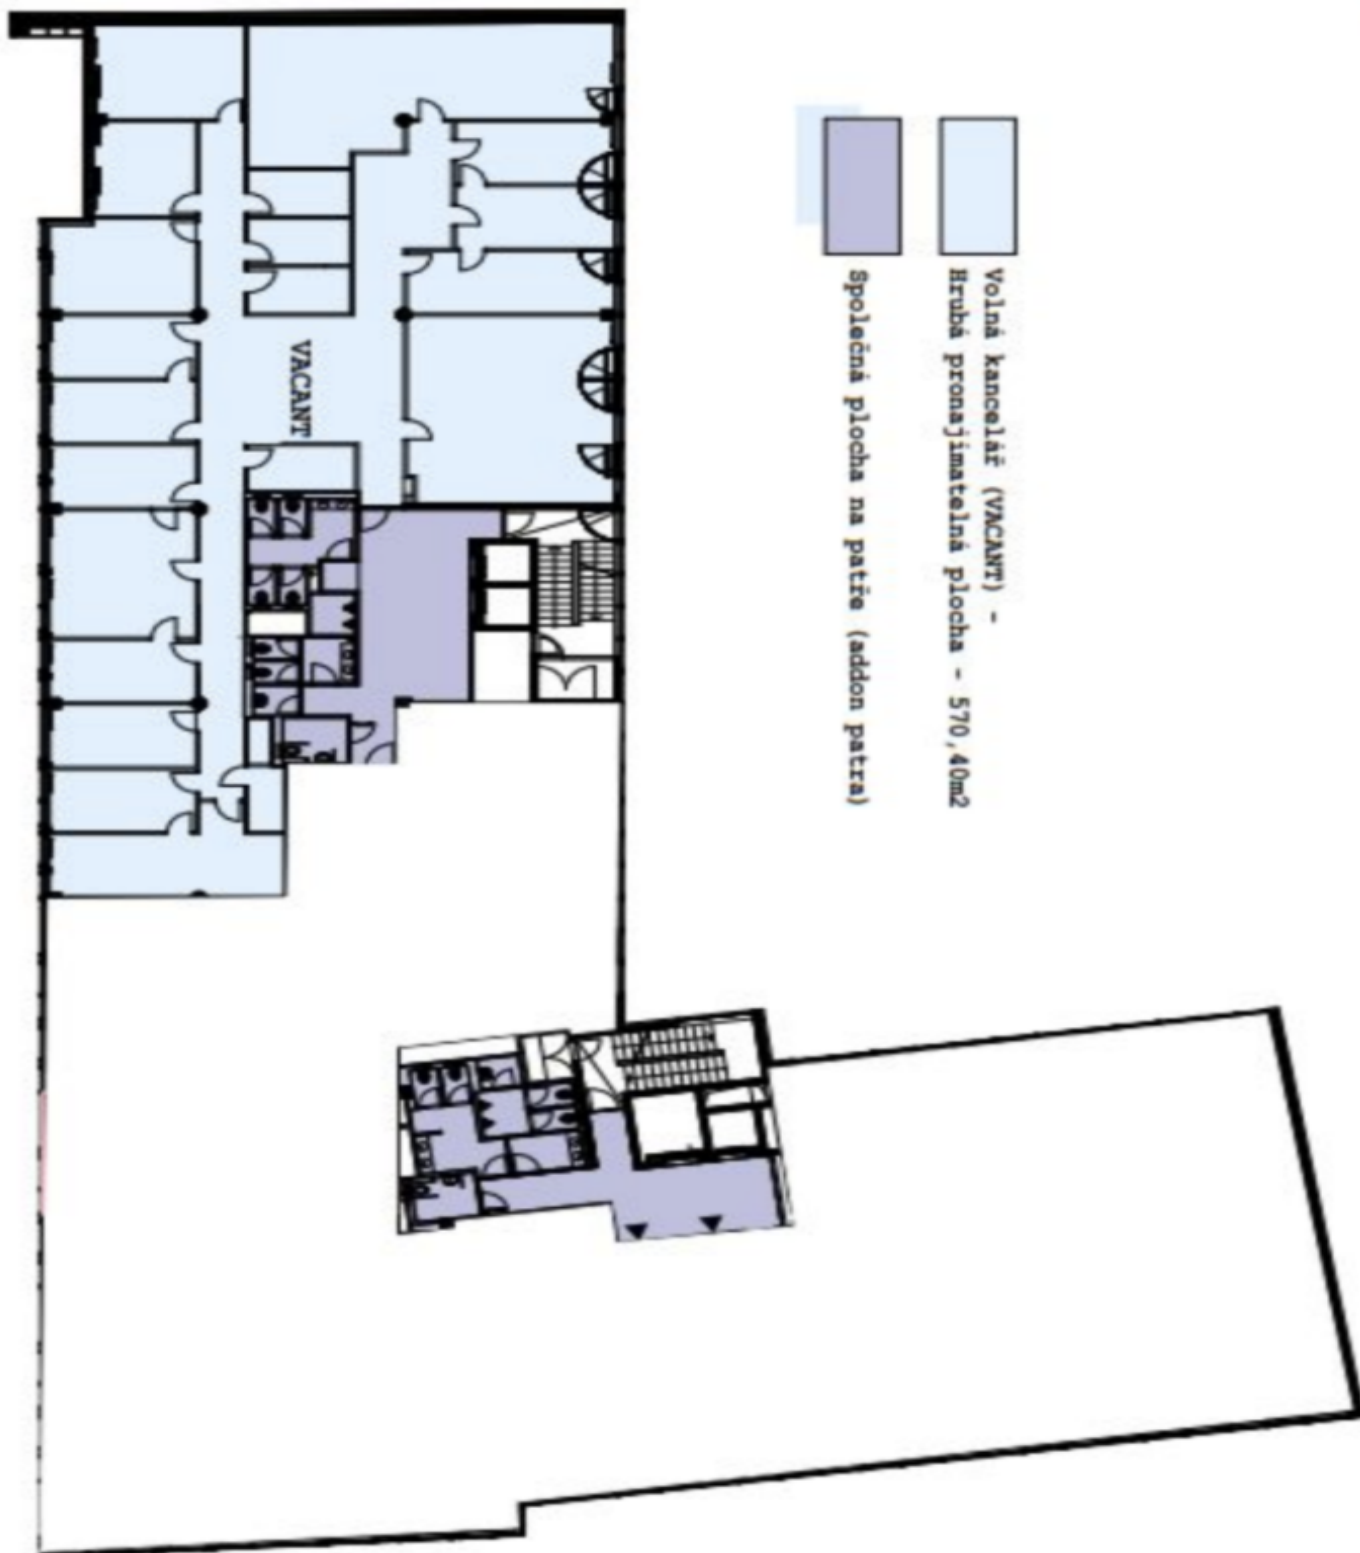 Volná kancelář (VACANT) -
Hrubá pronajímatelná plocha - 570,40m2
Společná plocha na patře (addon patra)
VACANT